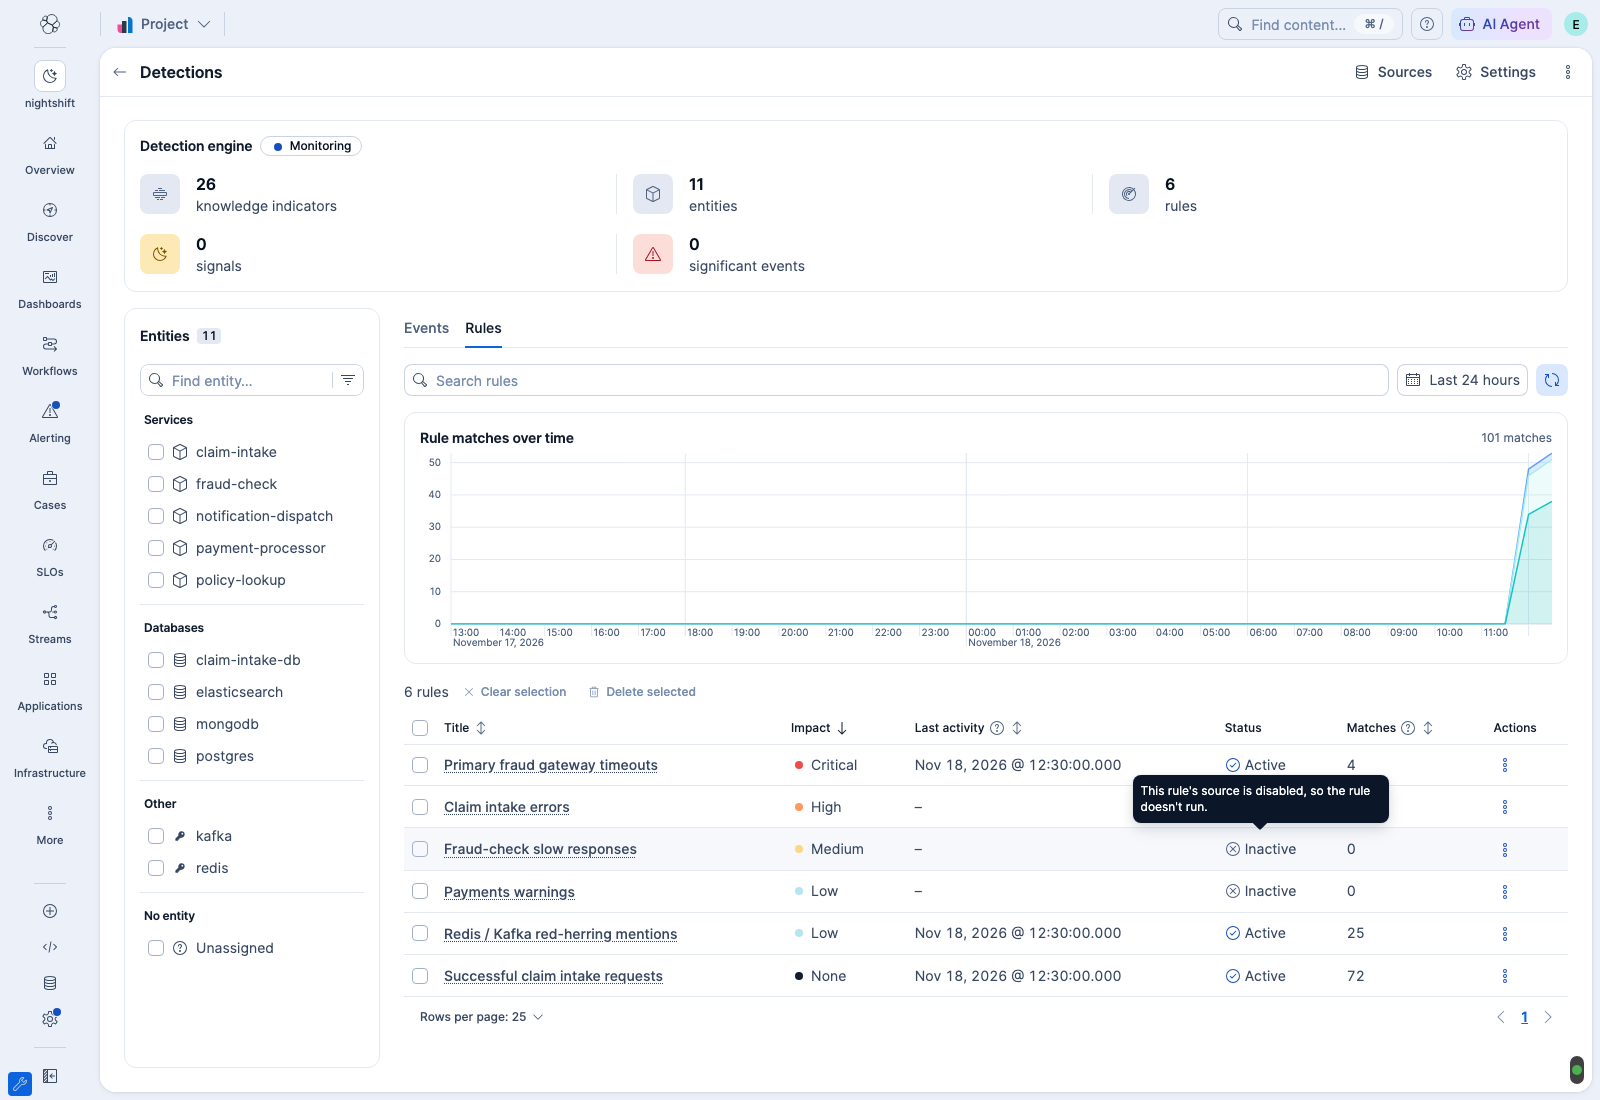 Project
Find content...
⌘ /
AI Agent
E
nightshift
Overview
Discover
Dashboards
Workflows
Alerting
Cases
SLOs
Streams
Applications
Infrastructure
More
Detections
Sources
Settings
Detection engine
Monitoring
26
knowledge indicators
11
entities
6
rules
0
signals
0
significant events
Entities 11
Find entity...
Services
claim-intake
fraud-check
notification-dispatch
payment-processor
policy-lookup
Databases
claim-intake-db
elasticsearch
mongodb
postgres
Other
kafka
redis
No entity
Unassigned
Events Rules
Search rules
Last 24 hours
Rule matches over time
101 matches
50
40
30
20
10
0
13:00 14:00 15:00 16:00 17:00 18:00 19:00 20:00 21:00 22:00 23:00 00:00 01:00 02:00 03:00 04:00 05:00 06:00 07:00 08:00 09:00 10:00 11:00
November 17, 2026 November 18, 2026
6 rules Clear selection Delete selected
Title Impact Last activity Status Matches Actions
Primary fraud gateway timeouts Critical Nov 18, 2026 @ 12:30:00.000 Active 4
This rule's source is disabled, so the rule
doesn't run.
Claim intake errors High –
Fraud-check slow responses Medium – Inactive 0
Payments warnings Low – Inactive 0
Redis / Kafka red-herring mentions Low Nov 18, 2026 @ 12:30:00.000 Active 25
Successful claim intake requests None Nov 18, 2026 @ 12:30:00.000 Active 72
Rows per page: 25
1